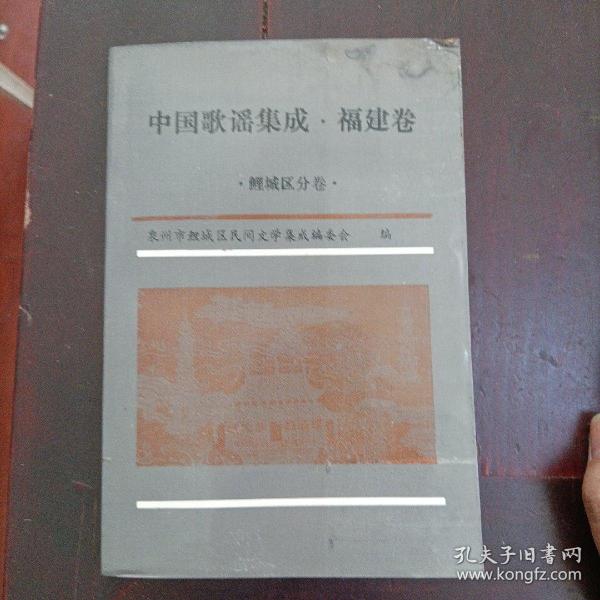 中国歌谣集成·福建卷
·鲤城区分卷·
泉州市鲤城区民间文学集成编委会 编
孔夫子旧书网
www.kongfz.com